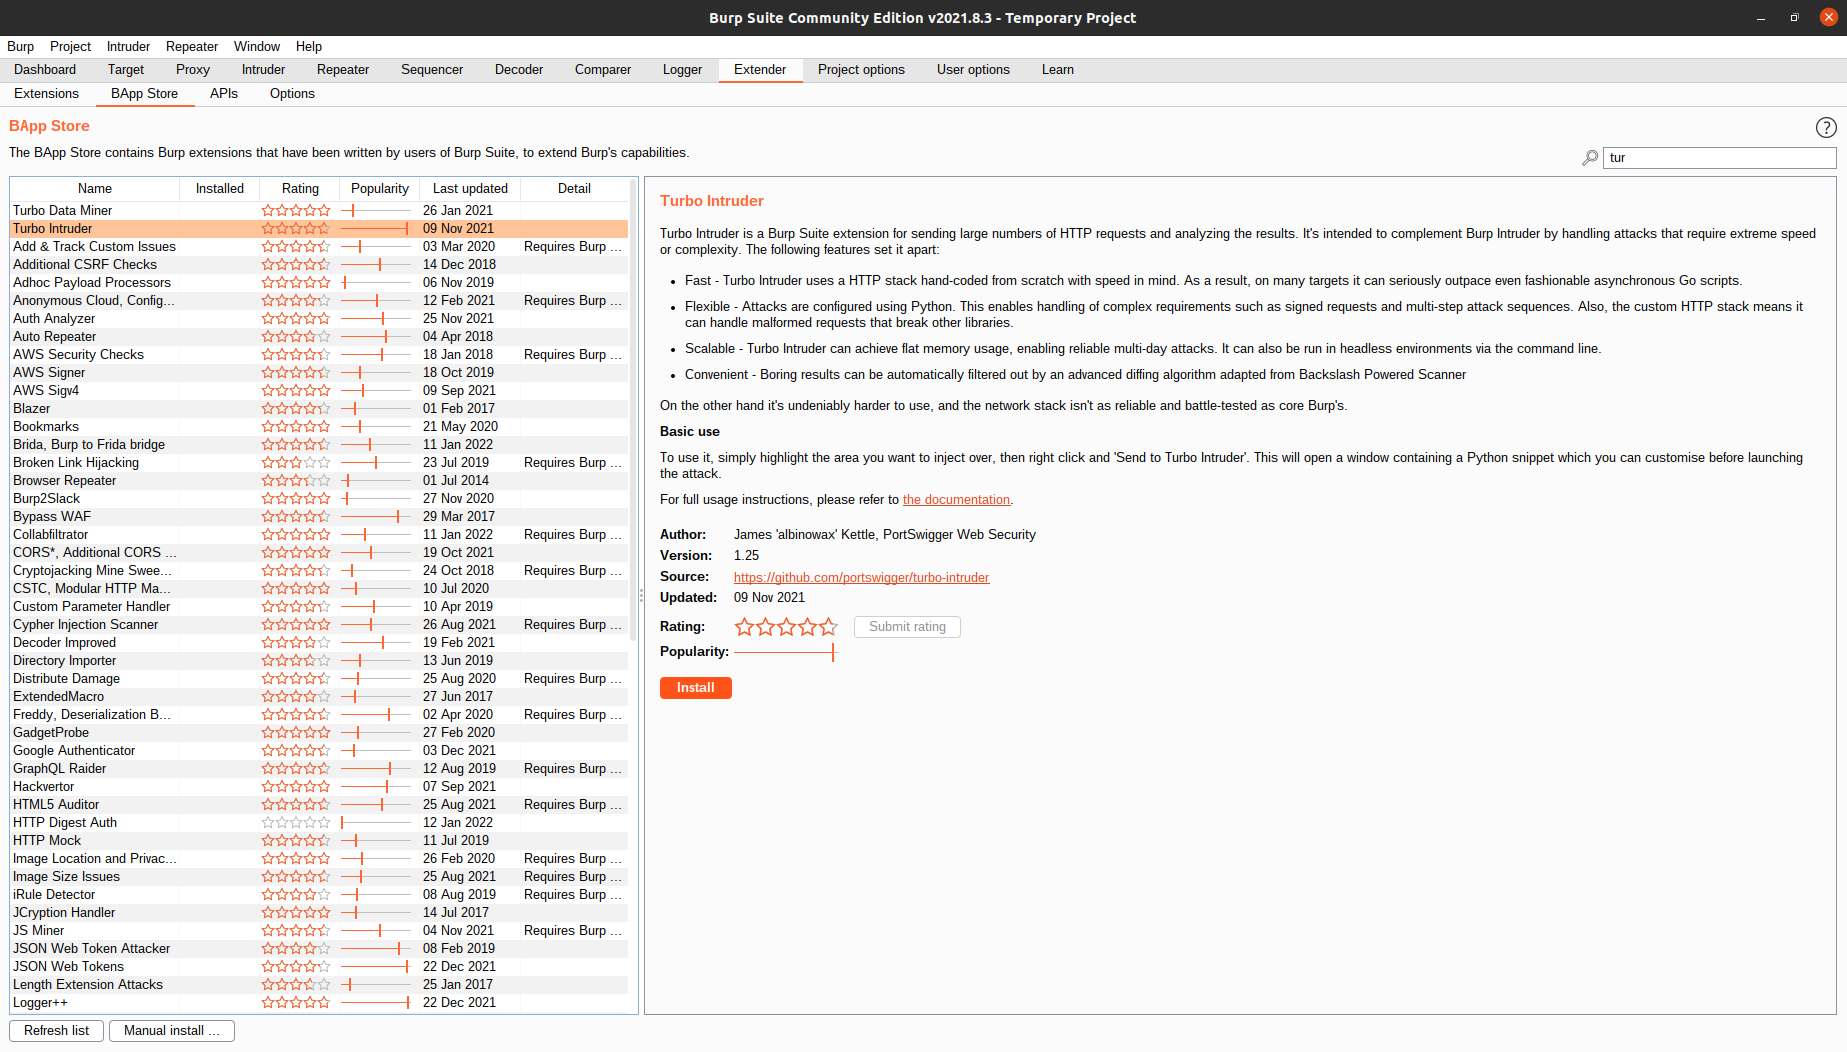 Burp Suite Community Edition v2021.8.3 - Temporary Project
Burp Project Intruder Repeater Window Help
Dashboard Target Proxy Intruder Repeater Sequencer Decoder Comparer Logger Extender Project options User options Learn
Extensions BApp Store APIs Options
BApp Store
?
The BApp Store contains Burp extensions that have been written by users of Burp Suite, to extend Burp's capabilities.
tur
Name Installed Rating Popularity Last updated Detail
Turbo Data Miner 26 Jan 2021
Turbo Intruder 09 Nov 2021
Add & Track Custom Issues 03 Mar 2020 Requires Burp ...
Additional CSRF Checks 14 Dec 2018
Adhoc Payload Processors 06 Nov 2019
Anonymous Cloud, Config... 12 Feb 2021 Requires Burp ...
Auth Analyzer 25 Nov 2021
Auto Repeater 04 Apr 2018
AWS Security Checks 18 Jan 2018 Requires Burp ...
AWS Signer 18 Oct 2019
AWS Sigv4 09 Sep 2021
Blazer 01 Feb 2017
Bookmarks 21 May 2020
Brida, Burp to Frida bridge 11 Jan 2022
Broken Link Hijacking 23 Jul 2019 Requires Burp ...
Browser Repeater 01 Jul 2014
Burp2Slack 27 Nov 2020
Bypass WAF 29 Mar 2017
Collabfiltrator 11 Jan 2022 Requires Burp ...
CORS*, Additional CORS ... 19 Oct 2021
Cryptojacking Mine Swee... 24 Oct 2018 Requires Burp ...
CSTC, Modular HTTP Ma... 10 Jul 2020
Custom Parameter Handler 10 Apr 2019
Cypher Injection Scanner 26 Aug 2021 Requires Burp ...
Decoder Improved 19 Feb 2021
Directory Importer 13 Jun 2019
Distribute Damage 25 Aug 2020 Requires Burp ...
ExtendedMacro 27 Jun 2017
Freddy, Deserialization B... 02 Apr 2020 Requires Burp ...
GadgetProbe 27 Feb 2020
Google Authenticator 03 Dec 2021
GraphQL Raider 12 Aug 2019 Requires Burp ...
Hackvertor 07 Sep 2021
HTML5 Auditor 25 Aug 2021 Requires Burp ...
HTTP Digest Auth 12 Jan 2022
HTTP Mock 11 Jul 2019
Image Location and Privac... 26 Feb 2020 Requires Burp ...
Image Size Issues 25 Aug 2021 Requires Burp ...
iRule Detector 08 Aug 2019 Requires Burp ...
JCryption Handler 14 Jul 2017
JS Miner 04 Nov 2021 Requires Burp ...
JSON Web Token Attacker 08 Feb 2019
JSON Web Tokens 22 Dec 2021
Length Extension Attacks 25 Jan 2017
Logger++ 22 Dec 2021
Refresh list Manual install ...
Turbo Intruder
Turbo Intruder is a Burp Suite extension for sending large numbers of HTTP requests and analyzing the results. It's intended to complement Burp Intruder by handling attacks that require extreme speed
or complexity. The following features set it apart:
• Fast - Turbo Intruder uses a HTTP stack hand-coded from scratch with speed in mind. As a result, on many targets it can seriously outpace even fashionable asynchronous Go scripts.
• Flexible - Attacks are configured using Python. This enables handling of complex requirements such as signed requests and multi-step attack sequences. Also, the custom HTTP stack means it
can handle malformed requests that break other libraries.
• Scalable - Turbo Intruder can achieve flat memory usage, enabling reliable multi-day attacks. It can also be run in headless environments via the command line.
• Convenient - Boring results can be automatically filtered out by an advanced diffing algorithm adapted from Backslash Powered Scanner
On the other hand it's undeniably harder to use, and the network stack isn't as reliable and battle-tested as core Burp's.
Basic use
To use it, simply highlight the area you want to inject over, then right click and 'Send to Turbo Intruder'. This will open a window containing a Python snippet which you can customise before launching
the attack.
For full usage instructions, please refer to the documentation.
Author: James 'albinowax' Kettle, PortSwigger Web Security
Version: 1.25
Source: https://github.com/portswigger/turbo-intruder
Updated: 09 Nov 2021
Rating: Submit rating
Popularity:
Install